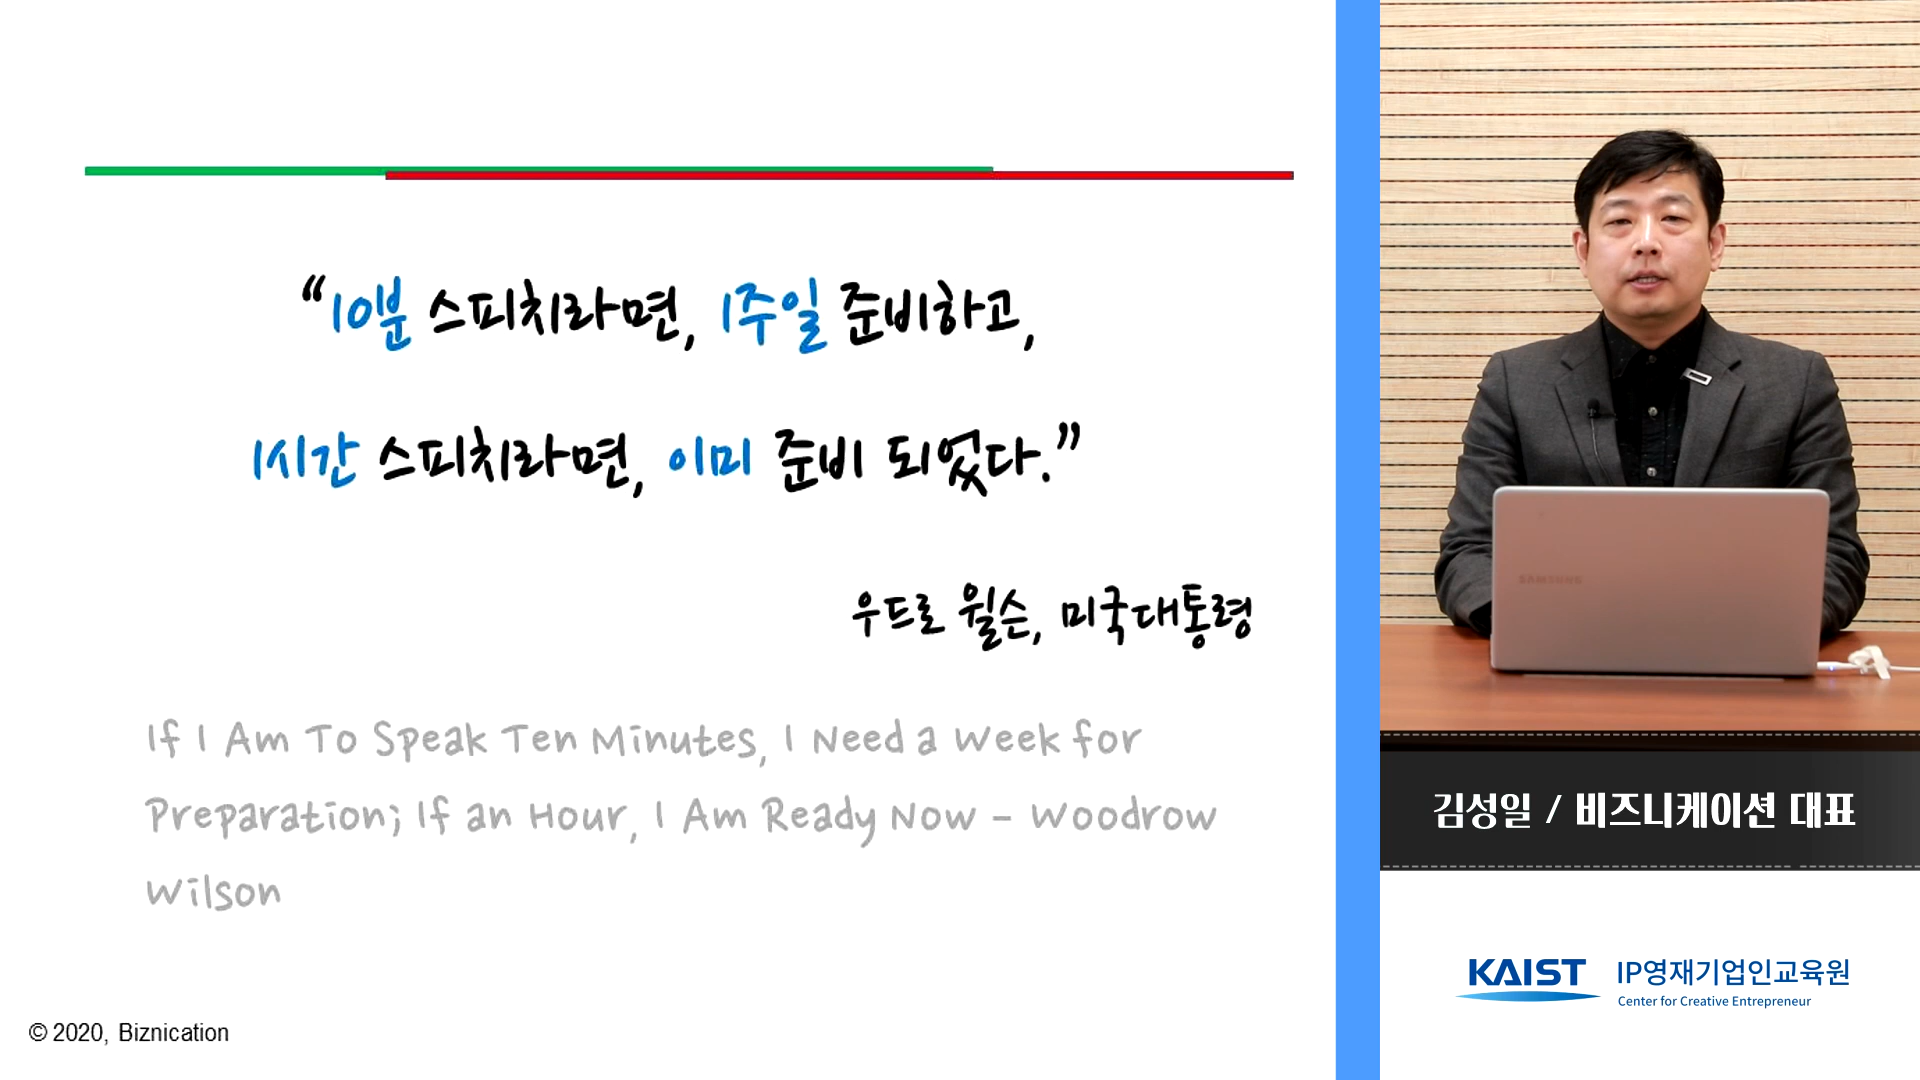 “10분 스피치라면, 1주일 준비하고,
1시간 스피치라면, 이미 준비 되었다.”
우드로 윌슨, 미국대통령
If I Am To Speak Ten Minutes, I Need a Week for
Preparation; If an Hour, I Am Ready Now – Woodrow
Wilson
© 2020, Biznication
SAMSUNG
김성일 / 비즈니케이션 대표
KAIST IP영재기업인교육원
Center for Creative Entrepreneur